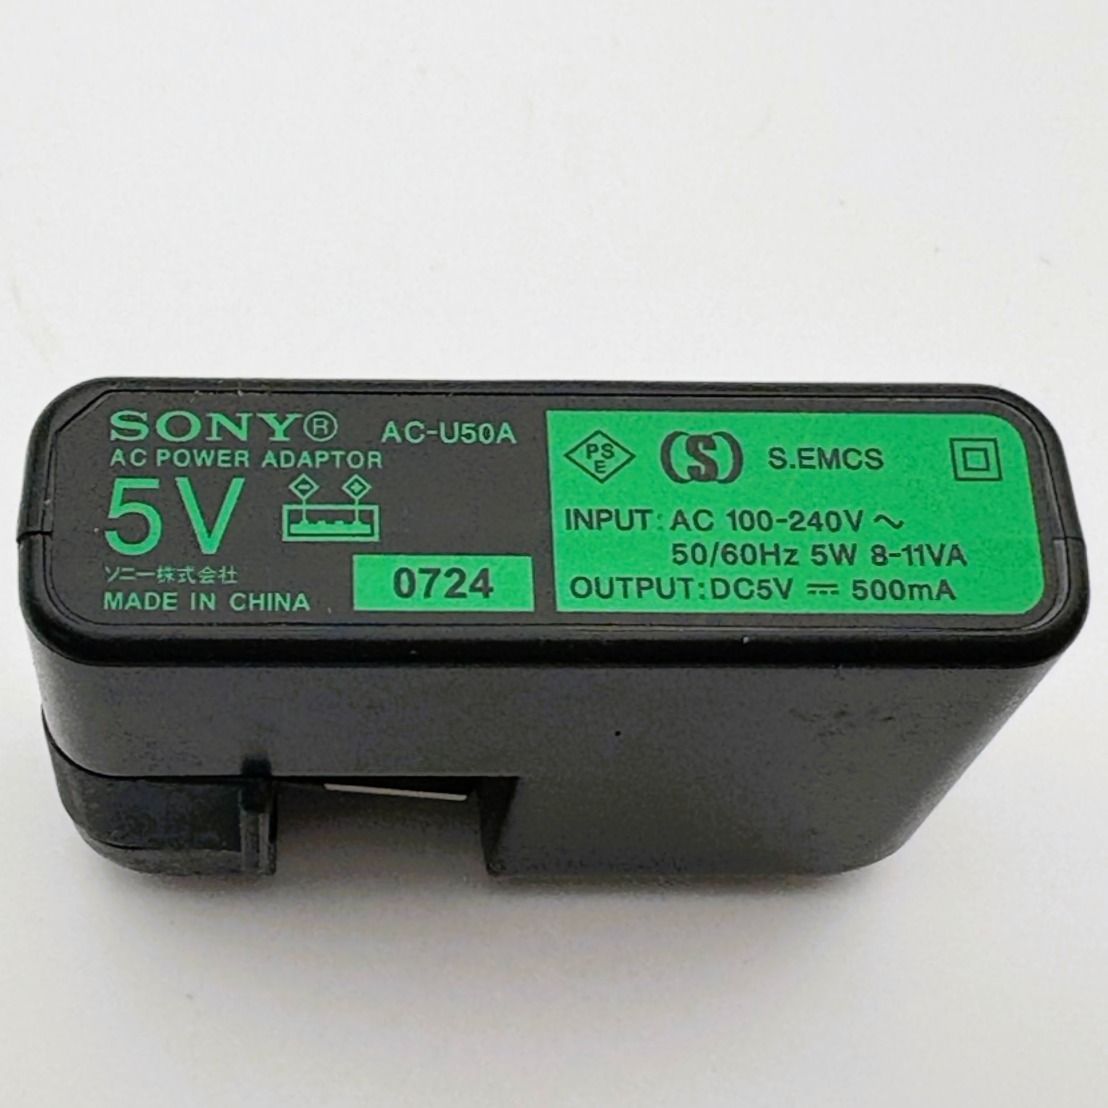 SONY® AC-U50A
AC POWER ADAPTOR
5V
ソニー株式会社
MADE IN CHINA
0724
PS
E
S
S.EMCS
INPUT: AC 100-240V ~
50/60Hz 5W 8-11VA
OUTPUT: DC5V ⎓ 500mA